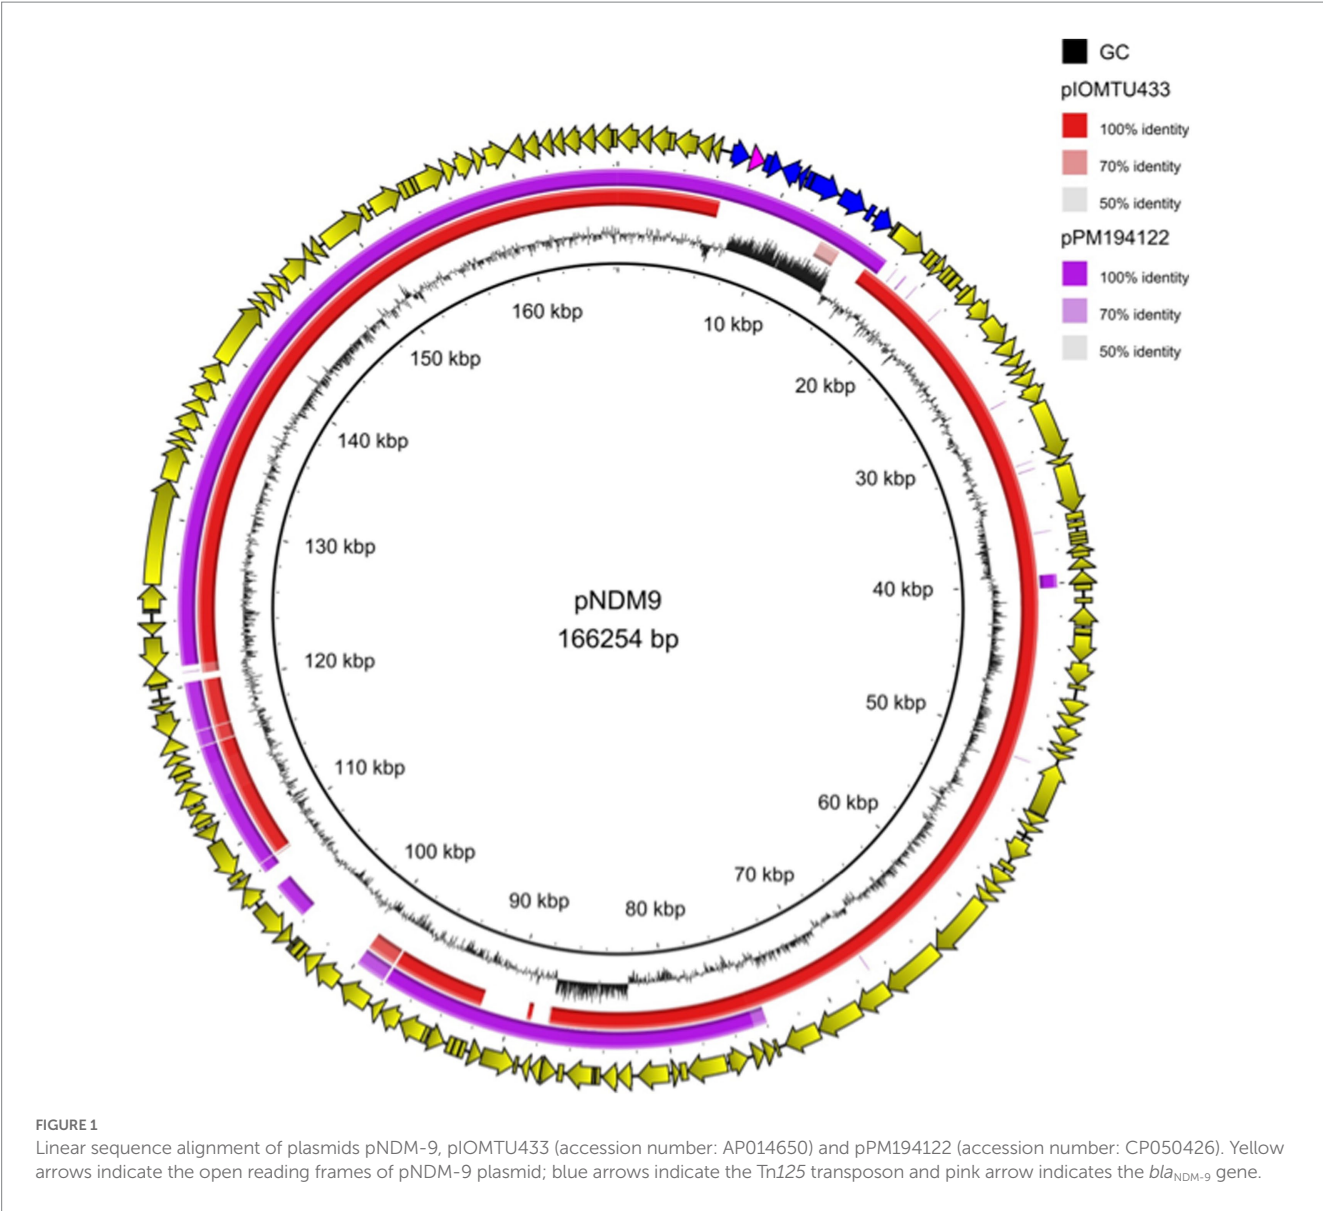 GC
pIOMTU433
100% identity
70% identity
50% identity
pPM194122
100% identity
70% identity
50% identity
160 kbp
10 kbp
150 kbp
20 kbp
140 kbp
30 kbp
130 kbp
40 kbp
pNDM9
166254 bp
120 kbp
50 kbp
110 kbp
60 kbp
100 kbp
70 kbp
90 kbp
80 kbp
FIGURE 1
Linear sequence alignment of plasmids pNDM-9, pIOMTU433 (accession number: AP014650) and pPM194122 (accession number: CP050426). Yellow
arrows indicate the open reading frames of pNDM-9 plasmid; blue arrows indicate the Tn125 transposon and pink arrow indicates the blaNDM-9 gene.